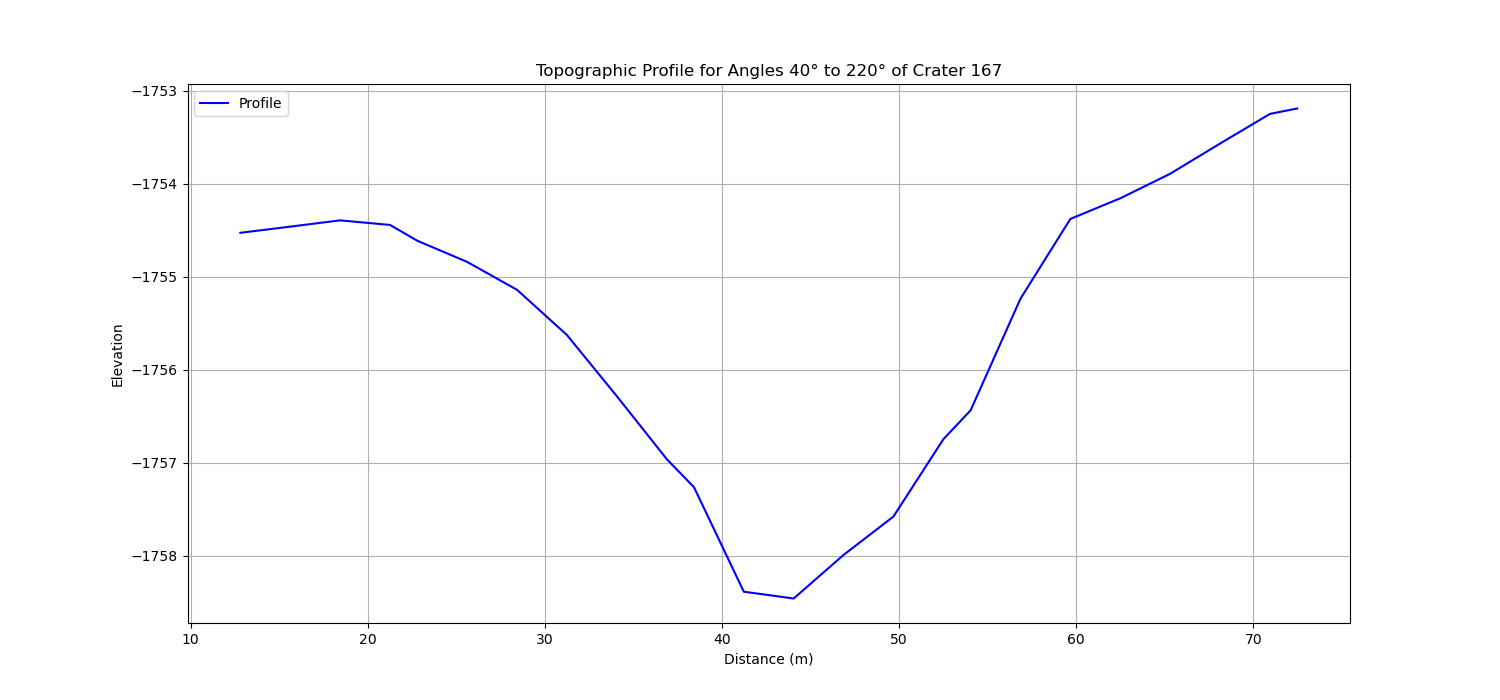 Topographic Profile for Angles 40° to 220° of Crater 167
Profile
−1753
−1754
−1755
−1756
−1757
−1758
Elevation
10 20 30 40 50 60 70
Distance (m)